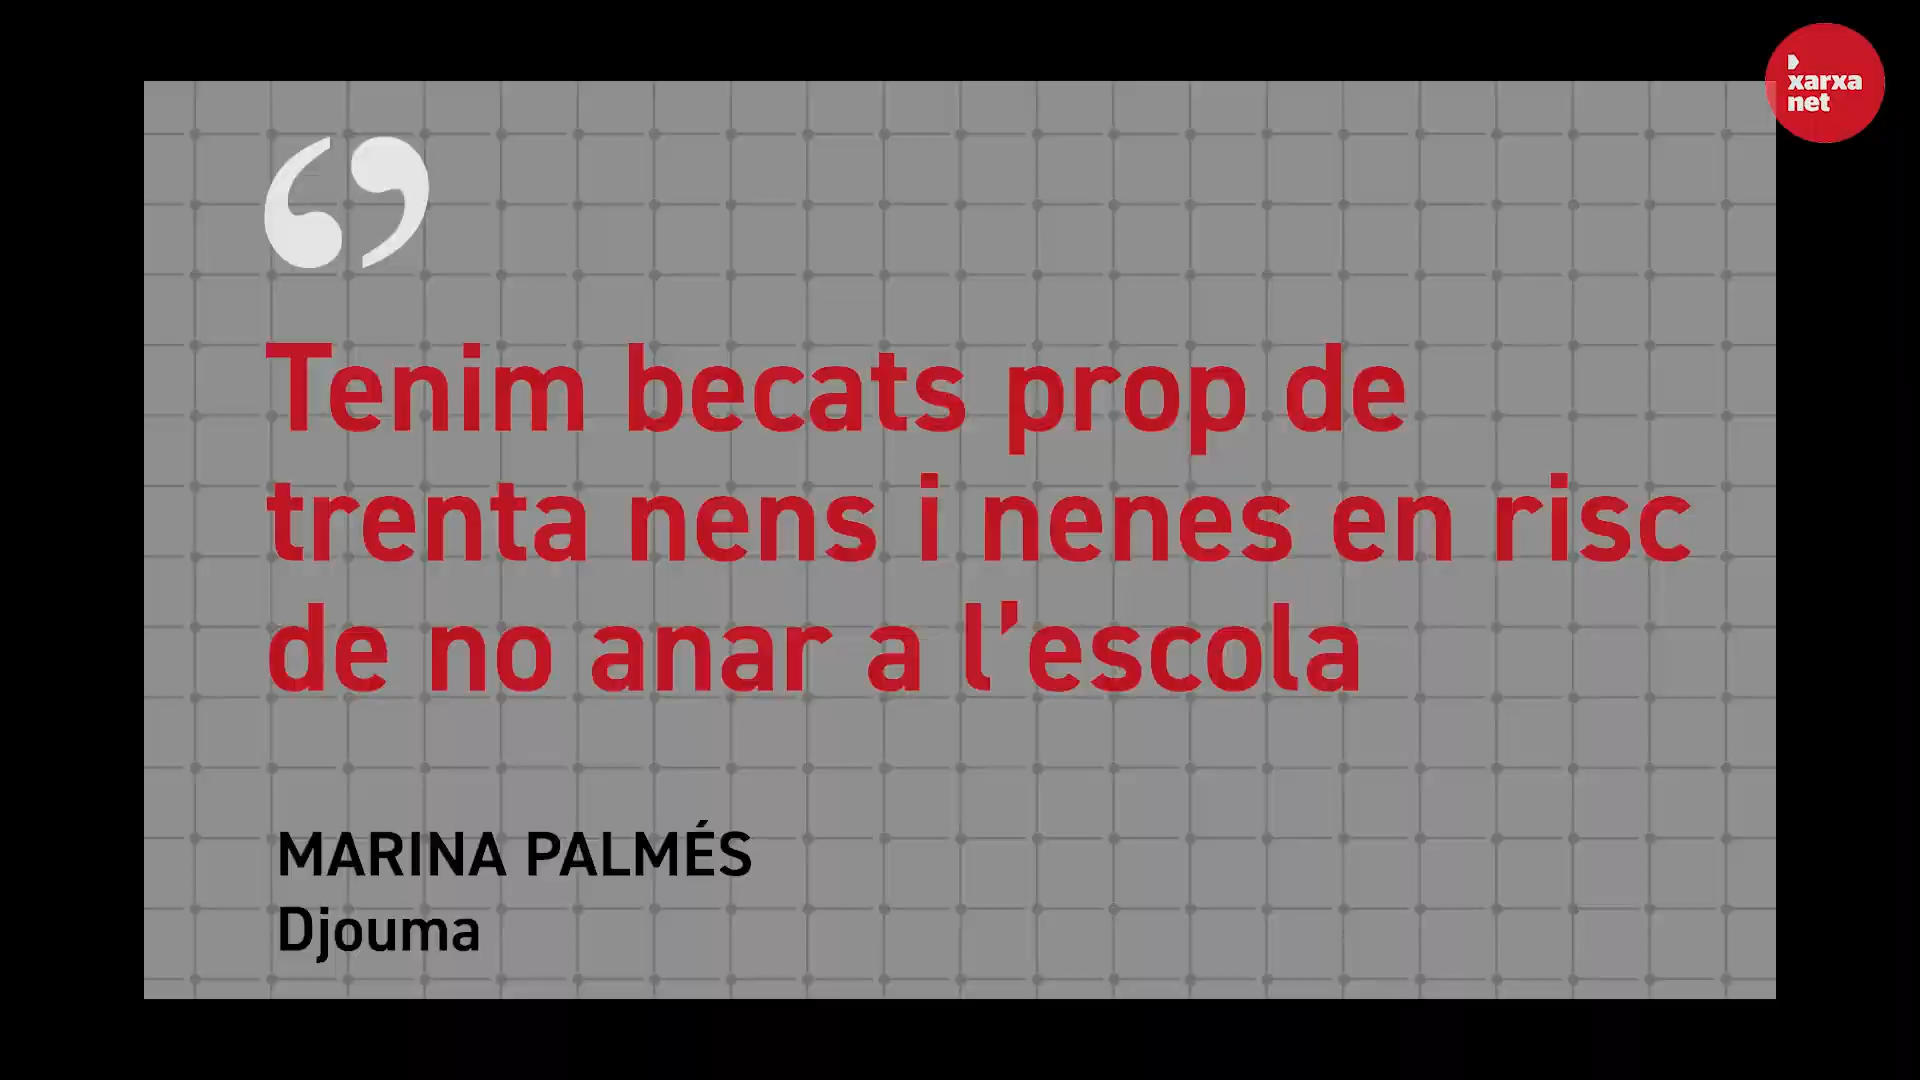 xarxa
net
Tenim becats prop de
trenta nens i nenes en risc
de no anar a l’escola
MARINA PALMÉS
Djouma